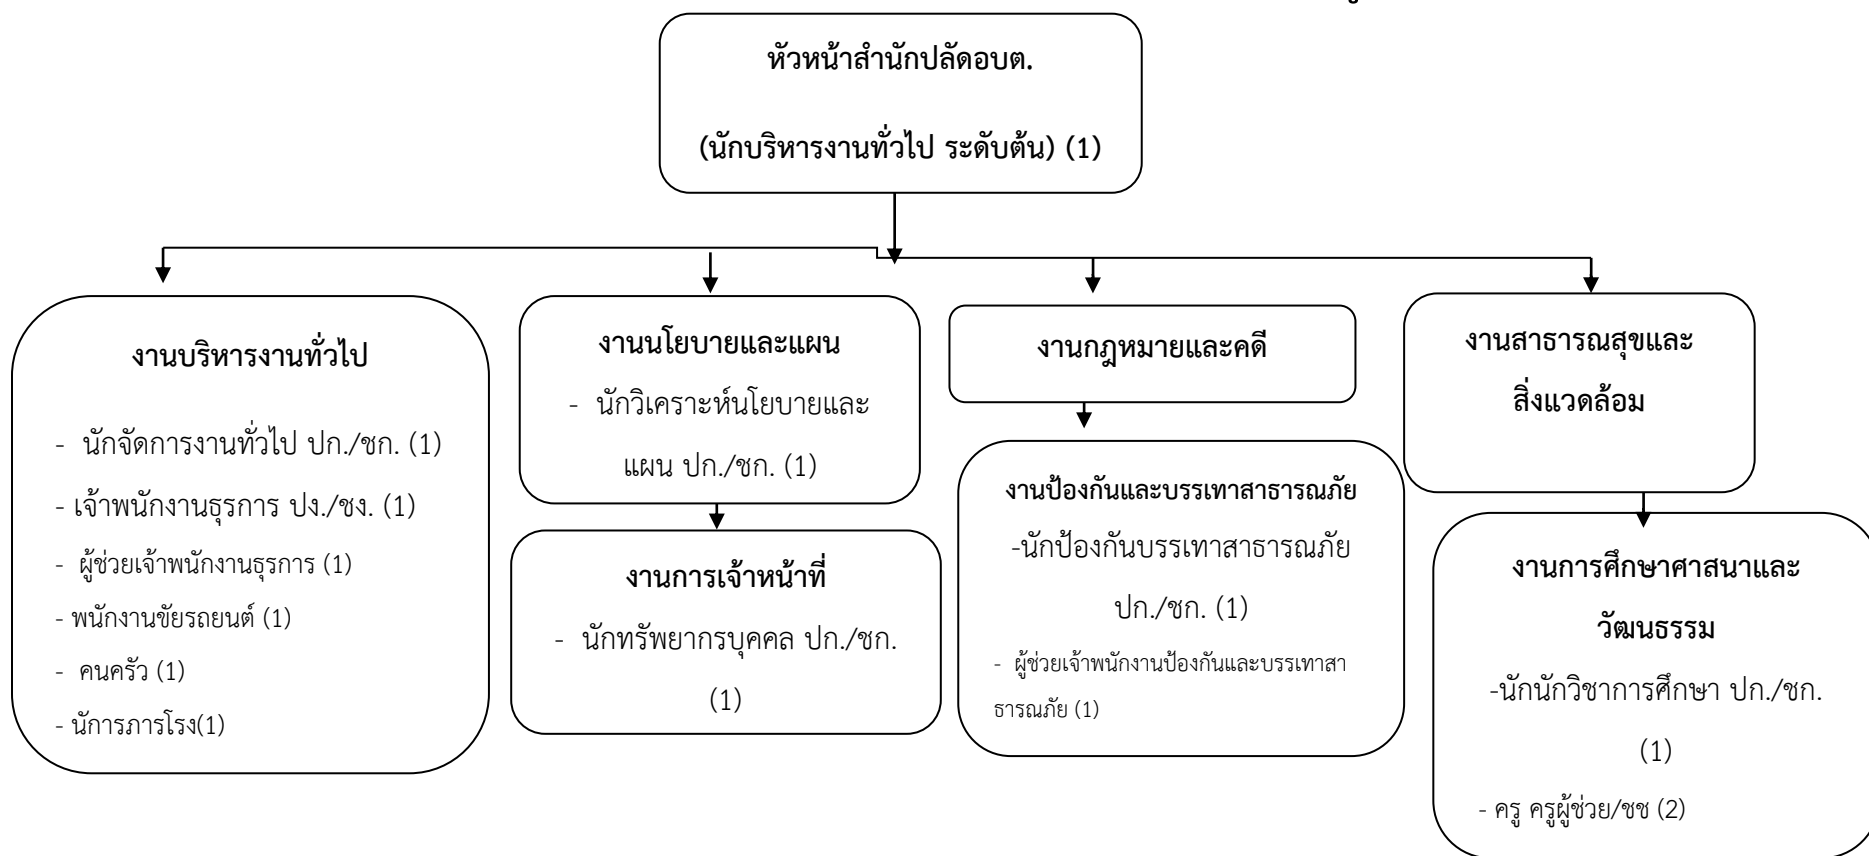 หัวหน้าสำนักปลัดอบต.
(นักบริหารงานทั่วไป ระดับต้น) (1)
งานบริหารงานทั่วไป
- นักจัดการงานทั่วไป ปก./ชก. (1)
- เจ้าพนักงานธุรการ ปง./ชง. (1)
- ผู้ช่วยเจ้าพนักงานธุรการ (1)
- พนักงานขัยรถยนต์ (1)
- คนครัว (1)
- นัการภารโรง(1)
งานนโยบายและแผน
- นักวิเคราะห์นโยบายและ
แผน ปก./ชก. (1)
งานการเจ้าหน้าที่
- นักทรัพยากรบุคคล ปก./ชก.
(1)
งานกฎหมายและคดี
งานป้องกันและบรรเทาสาธารณภัย
-นักป้องกันบรรเทาสาธารณภัย
ปก./ชก. (1)
- ผู้ช่วยเจ้าพนักงานป้องกันและบรรเทาสา
ธารณภัย (1)
งานสาธารณสุขและ
สิ่งแวดล้อม
งานการศึกษาศาสนาและ
วัฒนธรรม
-นักนักวิชาการศึกษา ปก./ชก.
(1)
- ครู ครูผู้ช่วย/ชช (2)